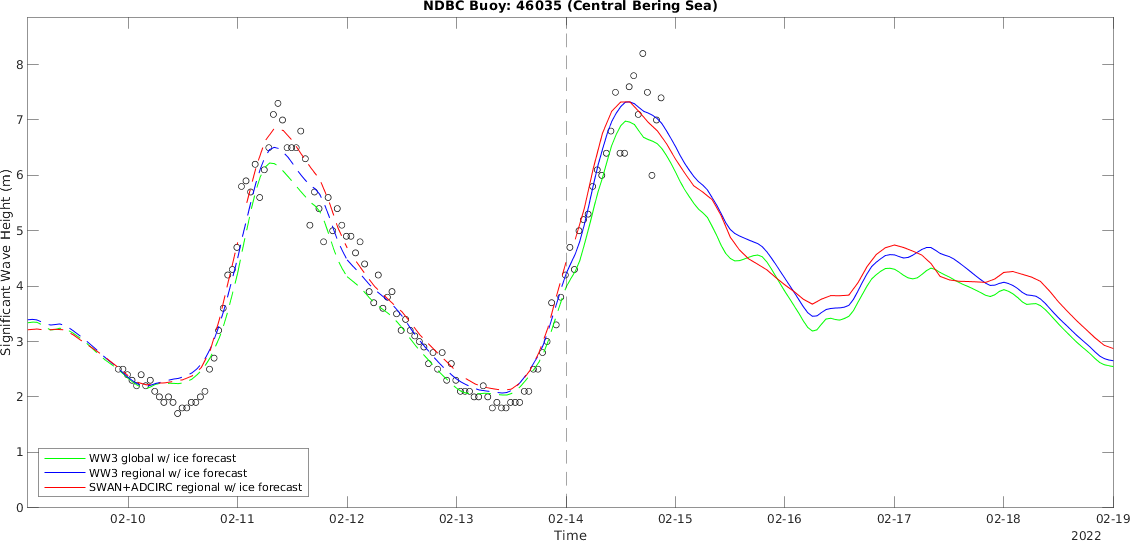 NDBC Buoy: 46035 (Central Bering Sea)
Significant Wave Height (m)
8
7
6
5
4
3
2
1
0
WW3 global w/ ice forecast
WW3 regional w/ ice forecast
SWAN+ADCIRC regional w/ ice forecast
02-10 02-11 02-12 02-13 02-14 02-15 02-16 02-17 02-18 02-19
Time
2022